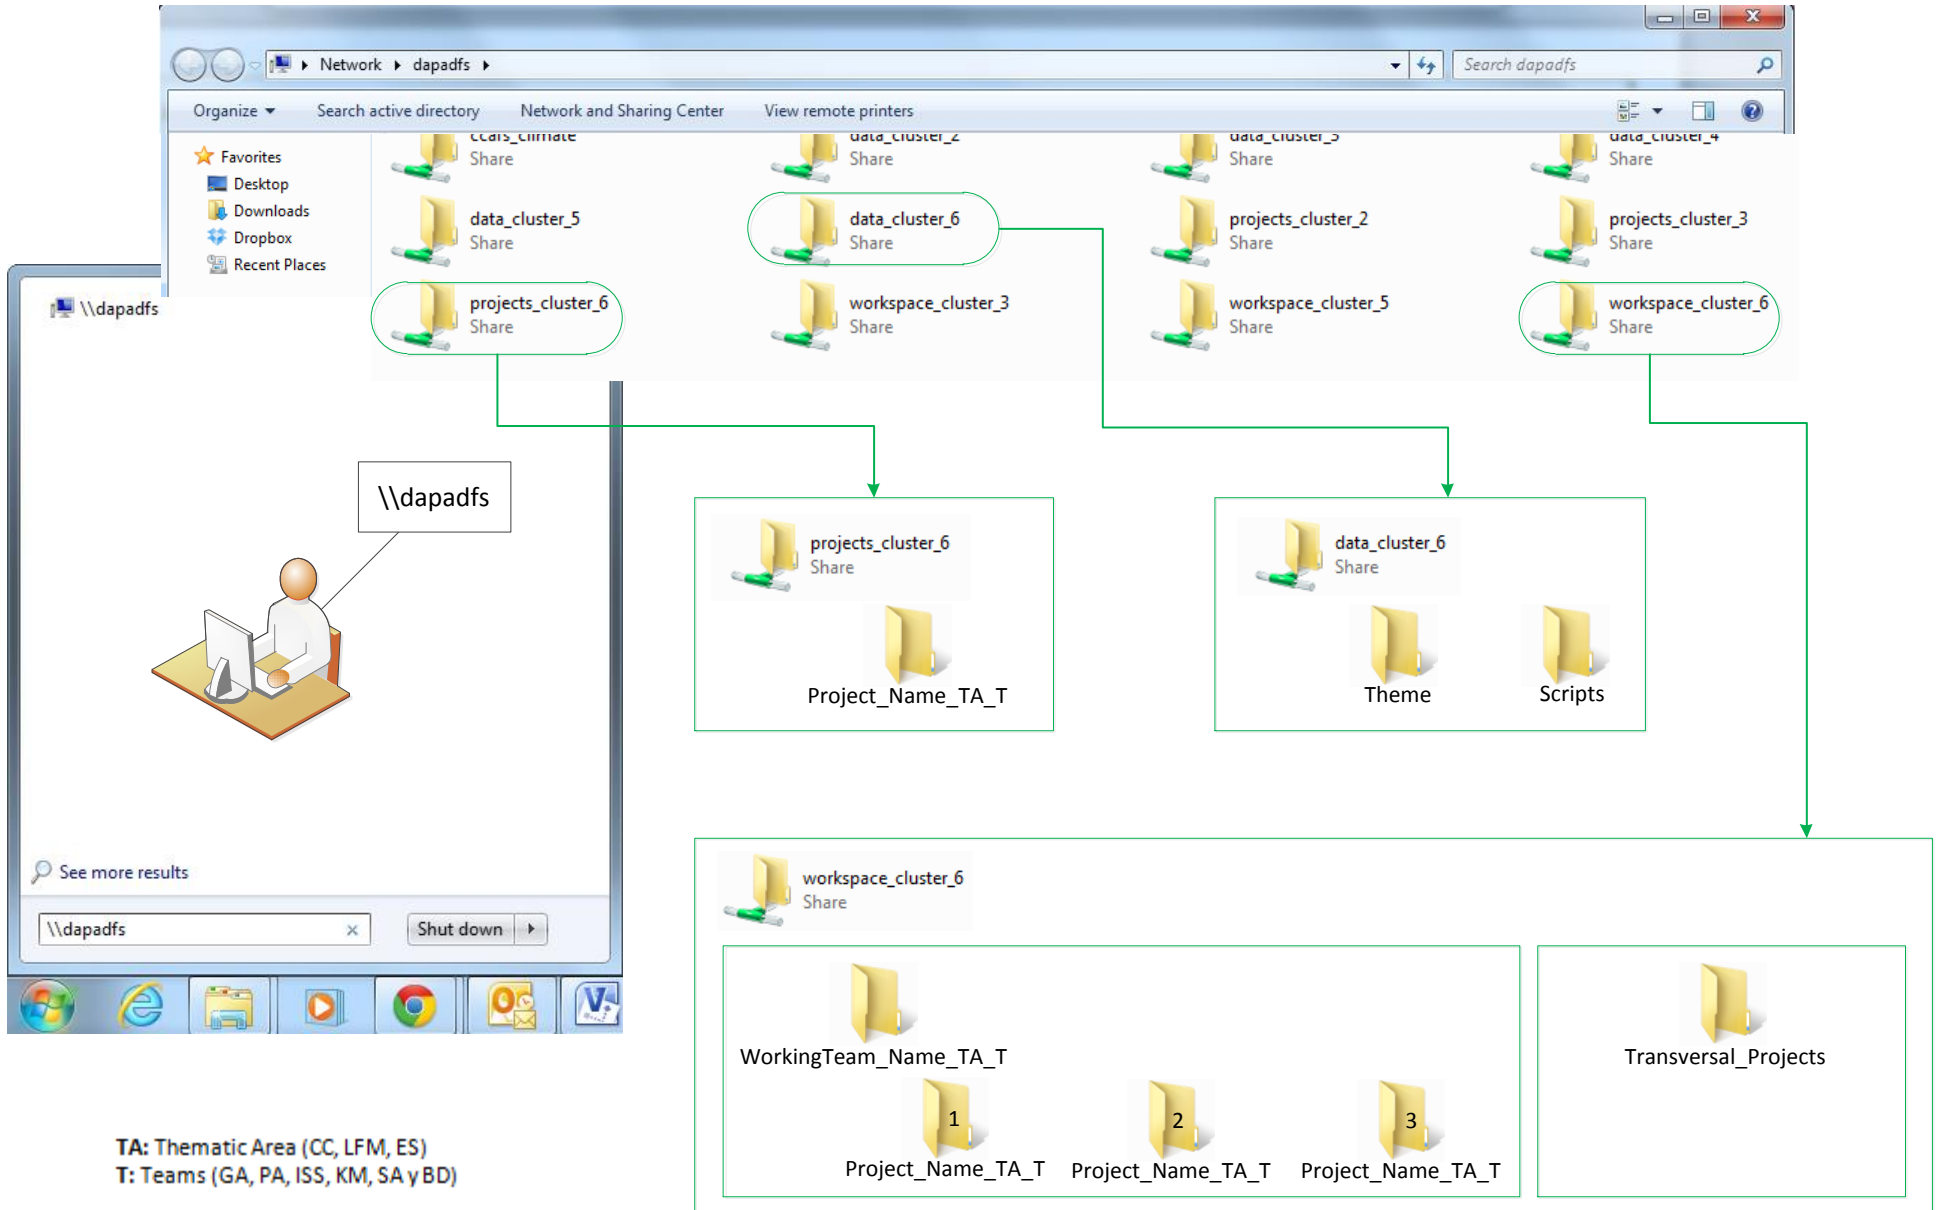 Network ▸ dapadfs ▸
Search dapadfs
Organize
Search active directory
Network and Sharing Center
View remote printers
Favorites
Desktop
Downloads
Dropbox
Recent Places
ccafs_climate
Share
data_cluster_2
Share
data_cluster_3
Share
data_cluster_4
Share
data_cluster_5
Share
data_cluster_6
Share
projects_cluster_2
Share
projects_cluster_3
Share
projects_cluster_6
Share
workspace_cluster_3
Share
workspace_cluster_5
Share
workspace_cluster_6
Share
\\dapadfs
\\dapadfs
See more results
\\dapadfs
Shut down
projects_cluster_6
Share
Project_Name_TA_T
data_cluster_6
Share
Theme
Scripts
workspace_cluster_6
Share
WorkingTeam_Name_TA_T
1
Project_Name_TA_T
2
Project_Name_TA_T
3
Project_Name_TA_T
Transversal_Projects
TA: Thematic Area (CC, LFM, ES)
T: Teams (GA, PA, ISS, KM, SA y BD)